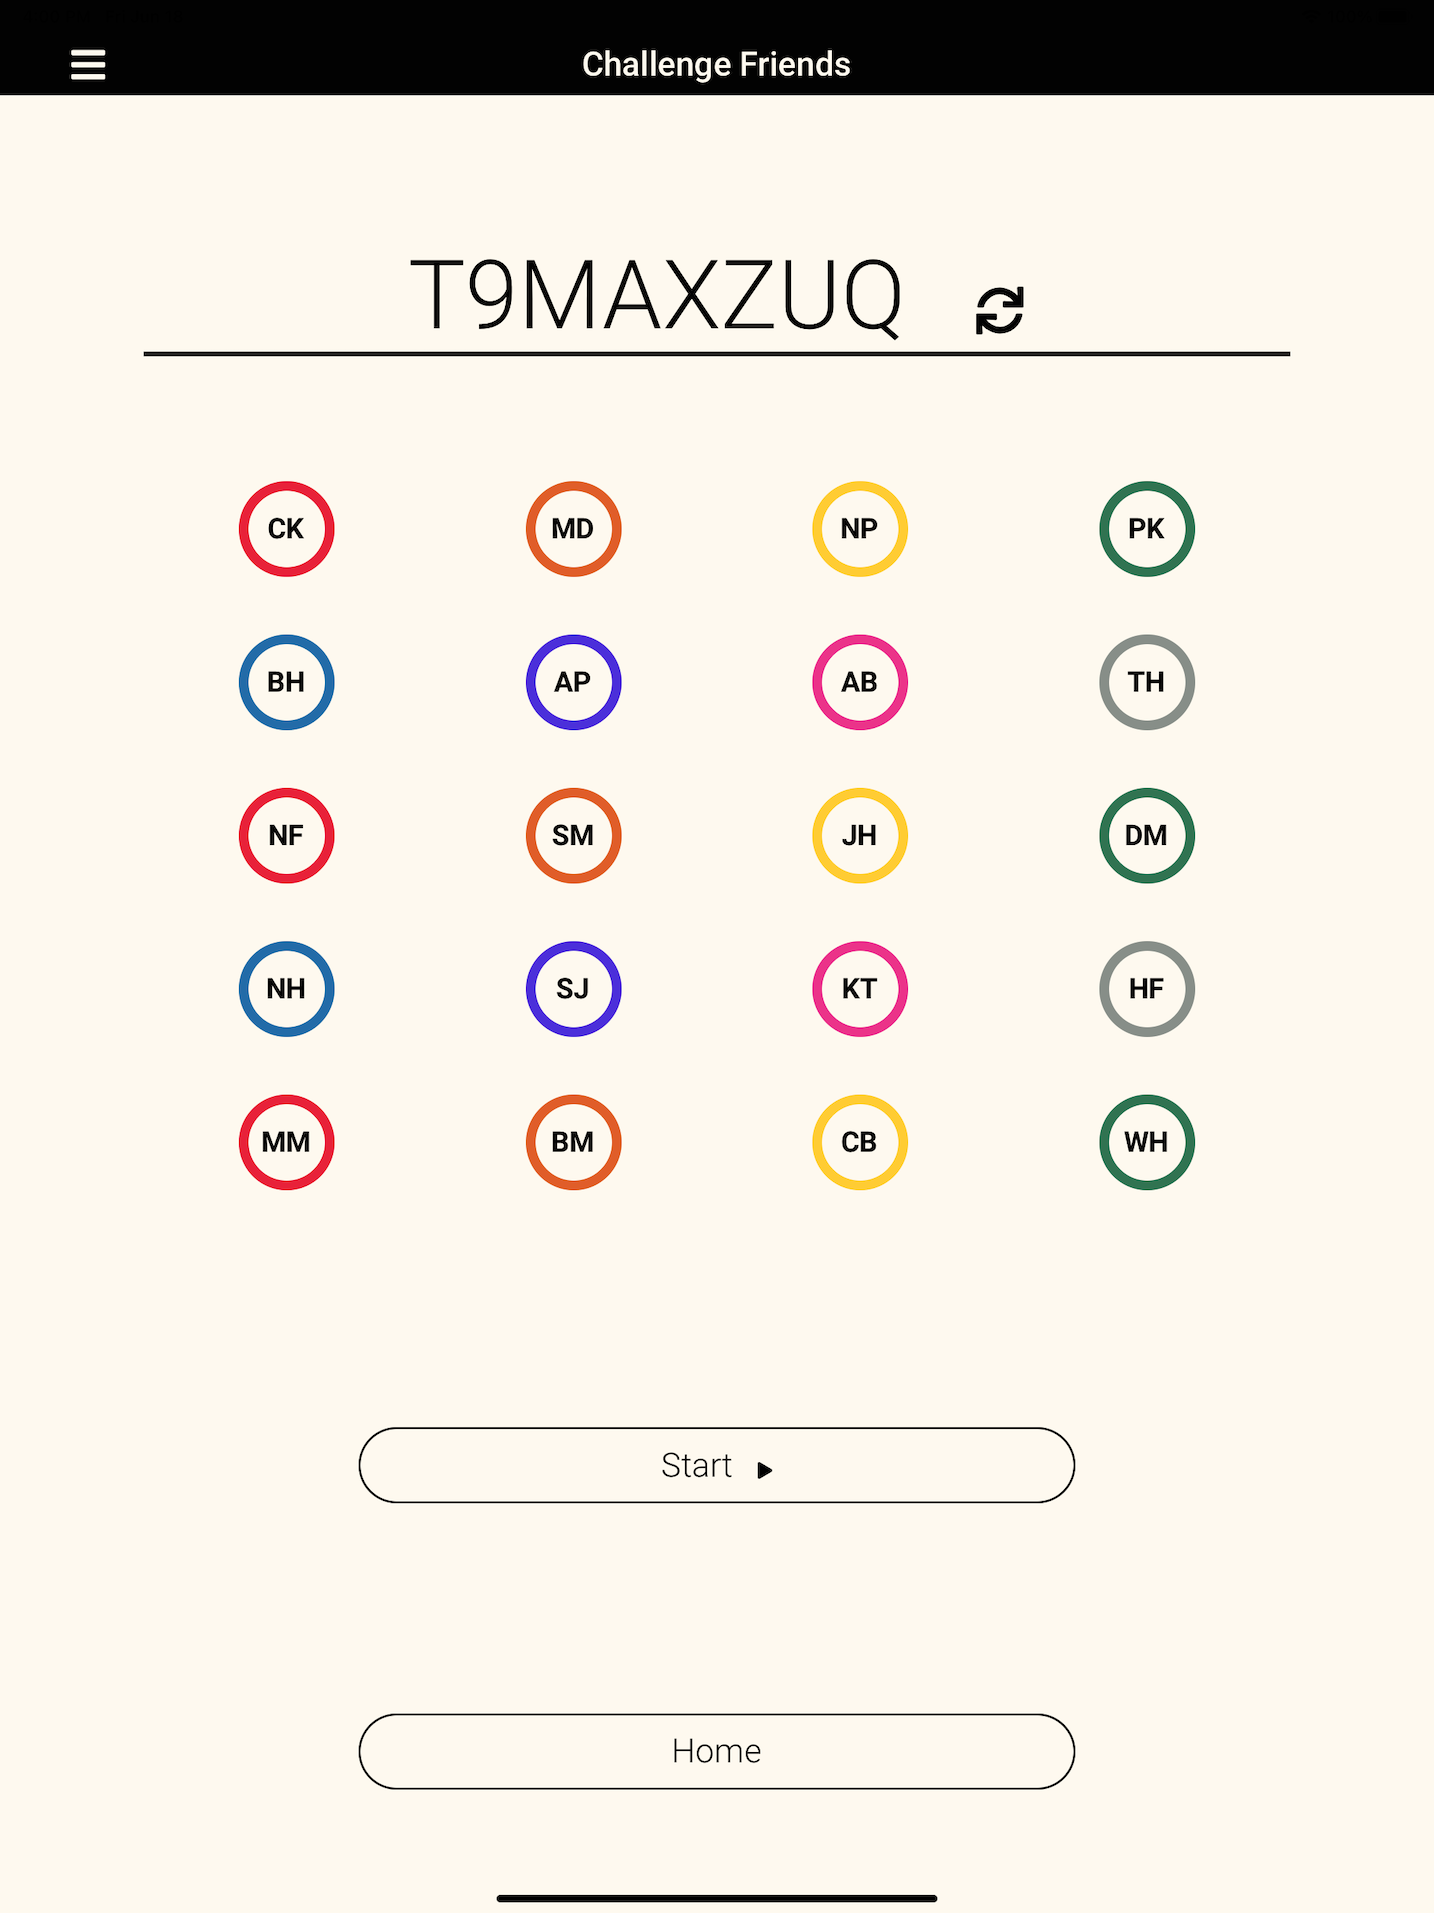 Challenge Friends
T9MAXZUQ
CK MD NP PK
BH AP AB TH
NF SM JH DM
NH SJ KT HF
MM BM CB WH
Start
Home